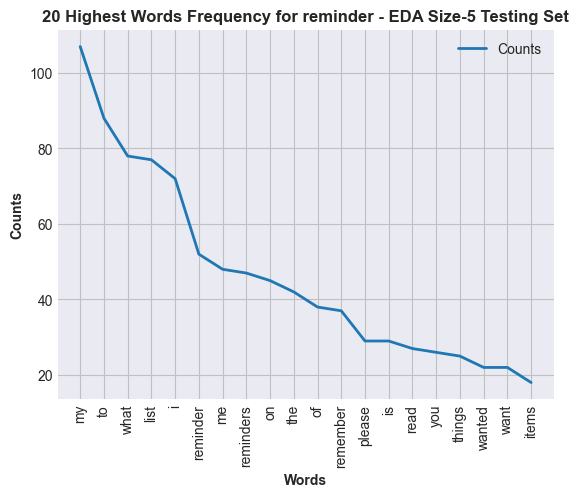 20 Highest Words Frequency for reminder - EDA Size-5 Testing Set
Counts
100
80
60
40
20
Counts
my
to
what
list
i
reminder
me
reminders
on
the
of
remember
please
is
read
you
things
wanted
want
items
Words